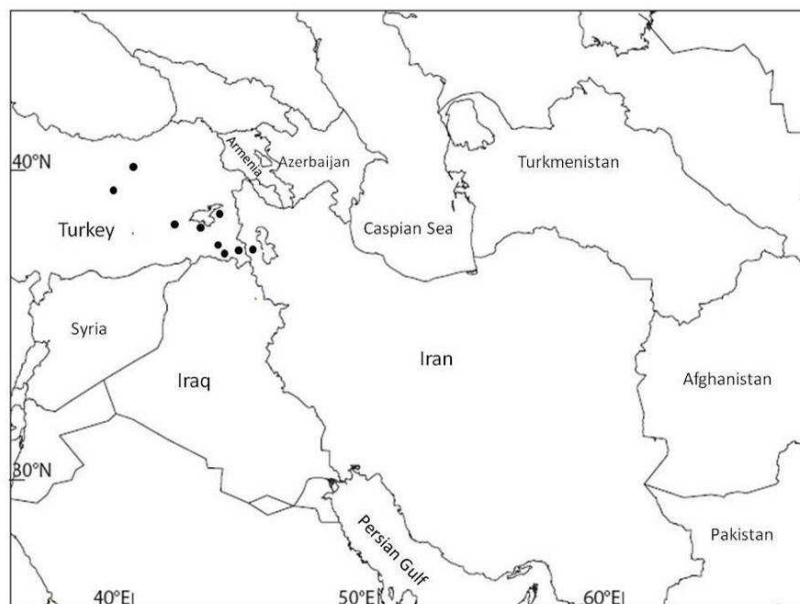 40°N
Armenia
Azerbaijan
Turkmenistan
Turkey
Caspian Sea
Syria
Iran
Iraq
Afghanistan
30°N
Persian Gulf
Pakistan
40°E
50°E
60°E